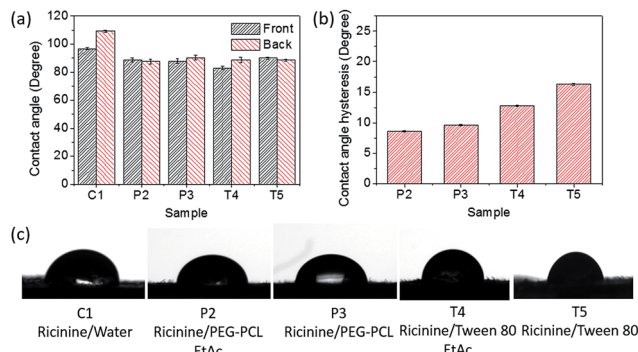 (a)
120
100
80
60
40
20
0
Contact angle (Degree)
Front
Back
C1 P2 P3 T4 T5
Sample
(b)
25
20
15
10
5
0
Contact angle hysteresis (Degree)
P2 P3 T4 T5
Sample
(c)
C1 P2 P3 T4 T5
Ricinine/Water Ricinine/PEG-PCL Ricinine/PEG-PCL Ricinine/Tween 80 Ricinine/Tween 80
EtAc EtAc